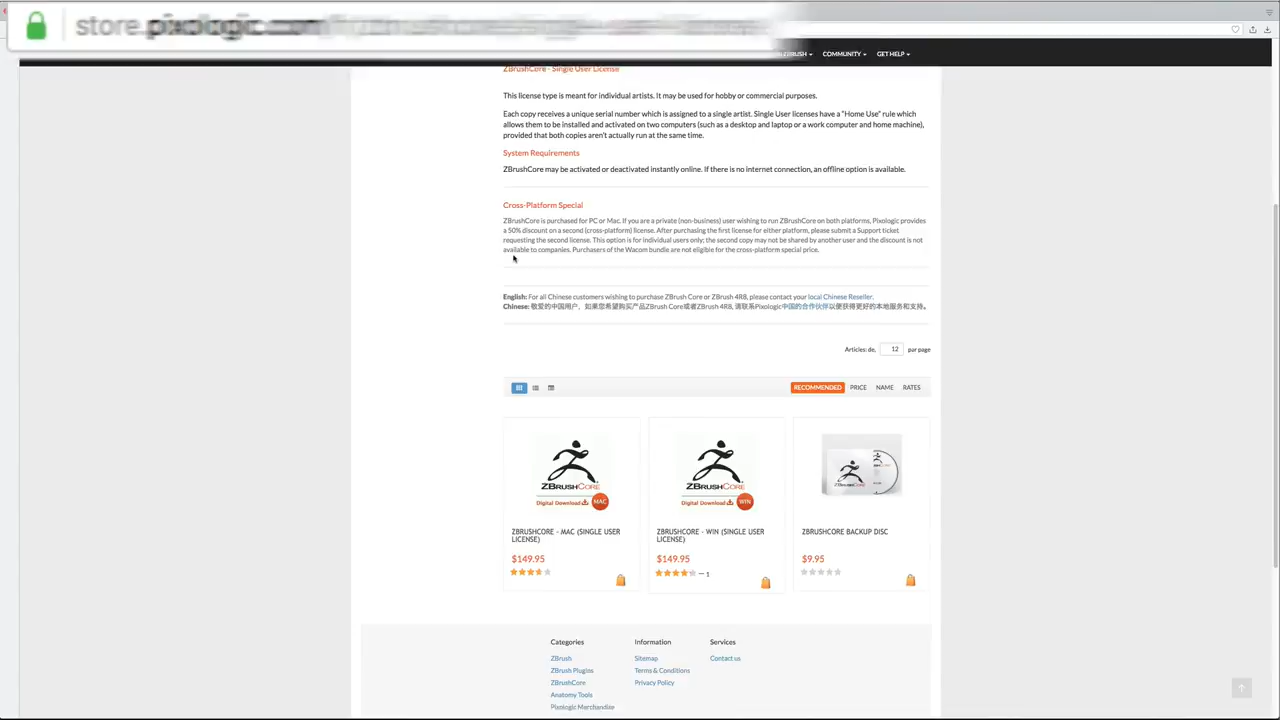 store.pixologic.com
ZBRUSH COMMUNITY GET HELP
ZBrushCore - Single User License
This license type is meant for individual artists. It may be used for hobby or commercial purposes.
Each copy receives a unique serial number which is assigned to a single artist. Single User licenses have a "Home Use" rule which
allows them to be installed and activated on two computers (such as a desktop and laptop or a work computer and home machine),
provided that both copies aren't actually run at the same time.
System Requirements
ZBrushCore may be activated or deactivated instantly online. If there is no internet connection, an offline option is available.
Cross-Platform Special
ZBrushCore is purchased for PC or Mac. If you are a private (non-business) user wishing to run ZBrushCore on both platforms, Pixologic provides
a 50% discount on a second (cross-platform) license. After purchasing the first license for either platform, please submit a Support ticket
requesting the second license. This option is for individual users only; the second copy may not be shared by another user and the discount is not
available to companies. Purchasers of the Wacom bundle are not eligible for the cross-platform special price.
English: For all Chinese customers wishing to purchase ZBrush Core or ZBrush 4R8, please contact your local Chinese Reseller.
Chinese: 敬爱的中国用户，如果您希望购买产品ZBrush Core或者ZBrush 4R8, 请联系Pixologic中国的合作伙伴以便获得更好的本地服务和支持。
Articles: de, 12 par page
RECOMMENDED PRICE NAME RATES
ZBRUSHCORE
Digital Download MAC
ZBRUSHCORE - MAC (SINGLE USER
LICENSE)
$149.95
ZBRUSHCORE
Digital Download WIN
ZBRUSHCORE - WIN (SINGLE USER
LICENSE)
$149.95
— 1
ZBRUSHCORE
ZBRUSHCORE BACKUP DISC
$9.95
Categories
ZBrush
ZBrush Plugins
ZBrushCore
Anatomy Tools
Pixologic Merchandise
Information
Sitemap
Terms & Conditions
Privacy Policy
Services
Contact us